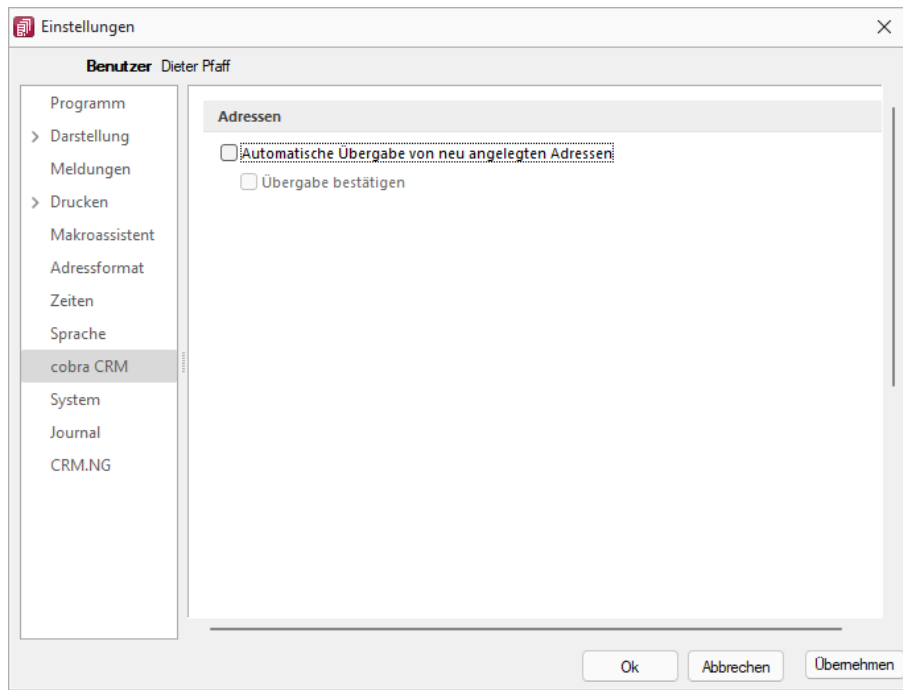 Einstellungen
Benutzer Dieter Pfaff
Programm
Darstellung
Meldungen
Drucken
Makroassistent
Adressformat
Zeiten
Sprache
cobra CRM
System
Journal
CRM.NG
Adressen
Automatische Übergabe von neu angelegten Adressen
Übergabe bestätigen
Ok
Abbrechen
Übernehmen